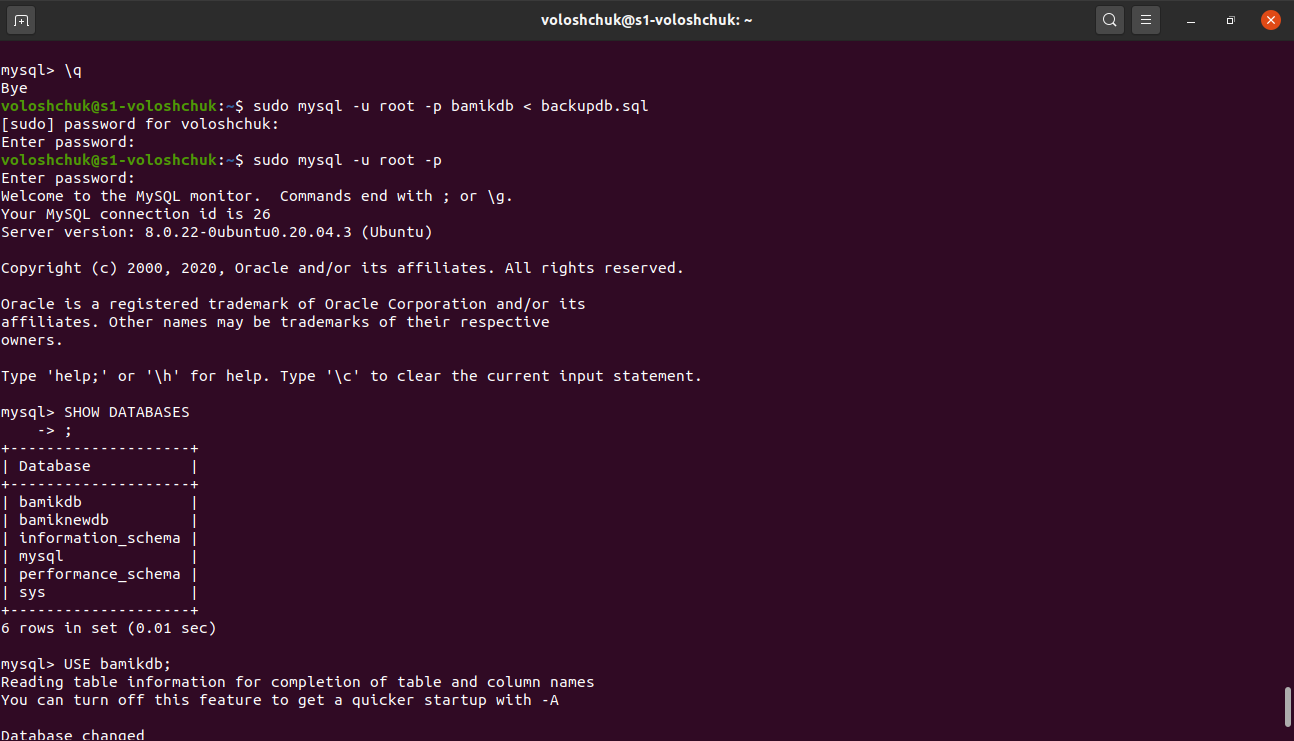 voloshchuk@s1-voloshchuk: ~
mysql> \q
Bye
voloshchuk@s1-voloshchuk:~$ sudo mysql -u root -p bamikdb < backupdb.sql
[sudo] password for voloshchuk:
Enter password:
voloshchuk@s1-voloshchuk:~$ sudo mysql -u root -p
Enter password:
Welcome to the MySQL monitor.  Commands end with ; or \g.
Your MySQL connection id is 26
Server version: 8.0.22-0ubuntu0.20.04.3 (Ubuntu)

Copyright (c) 2000, 2020, Oracle and/or its affiliates. All rights reserved.

Oracle is a registered trademark of Oracle Corporation and/or its
affiliates. Other names may be trademarks of their respective
owners.

Type 'help;' or '\h' for help. Type '\c' to clear the current input statement.

mysql> SHOW DATABASES
    -> ;
+--------------------+
| Database           |
+--------------------+
| bamikdb            |
| bamiknewdb         |
| information_schema |
| mysql              |
| performance_schema |
| sys                |
+--------------------+
6 rows in set (0.01 sec)

mysql> USE bamikdb;
Reading table information for completion of table and column names
You can turn off this feature to get a quicker startup with -A

Database changed